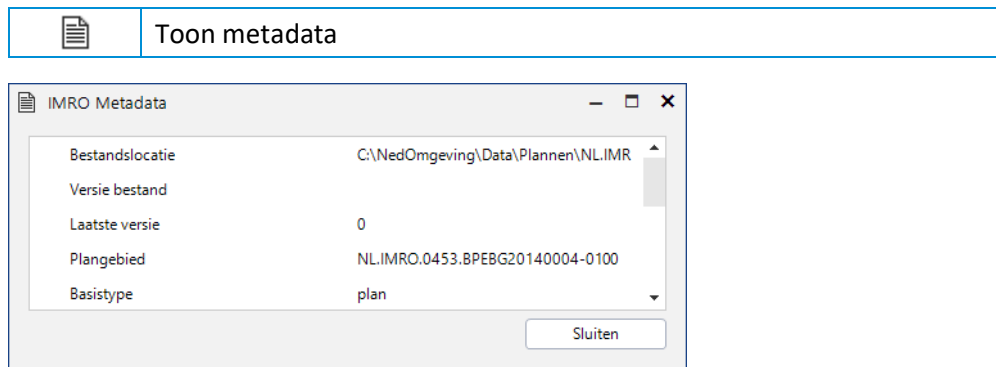 Toon metadata
IMRO Metadata
Bestandslocatie C:\NedOmgeving\Data\Plannen\NL.IMR
Versie bestand
Laatste versie 0
Plangebied NL.IMRO.0453.BPEBG20140004-0100
Basistype plan
Sluiten